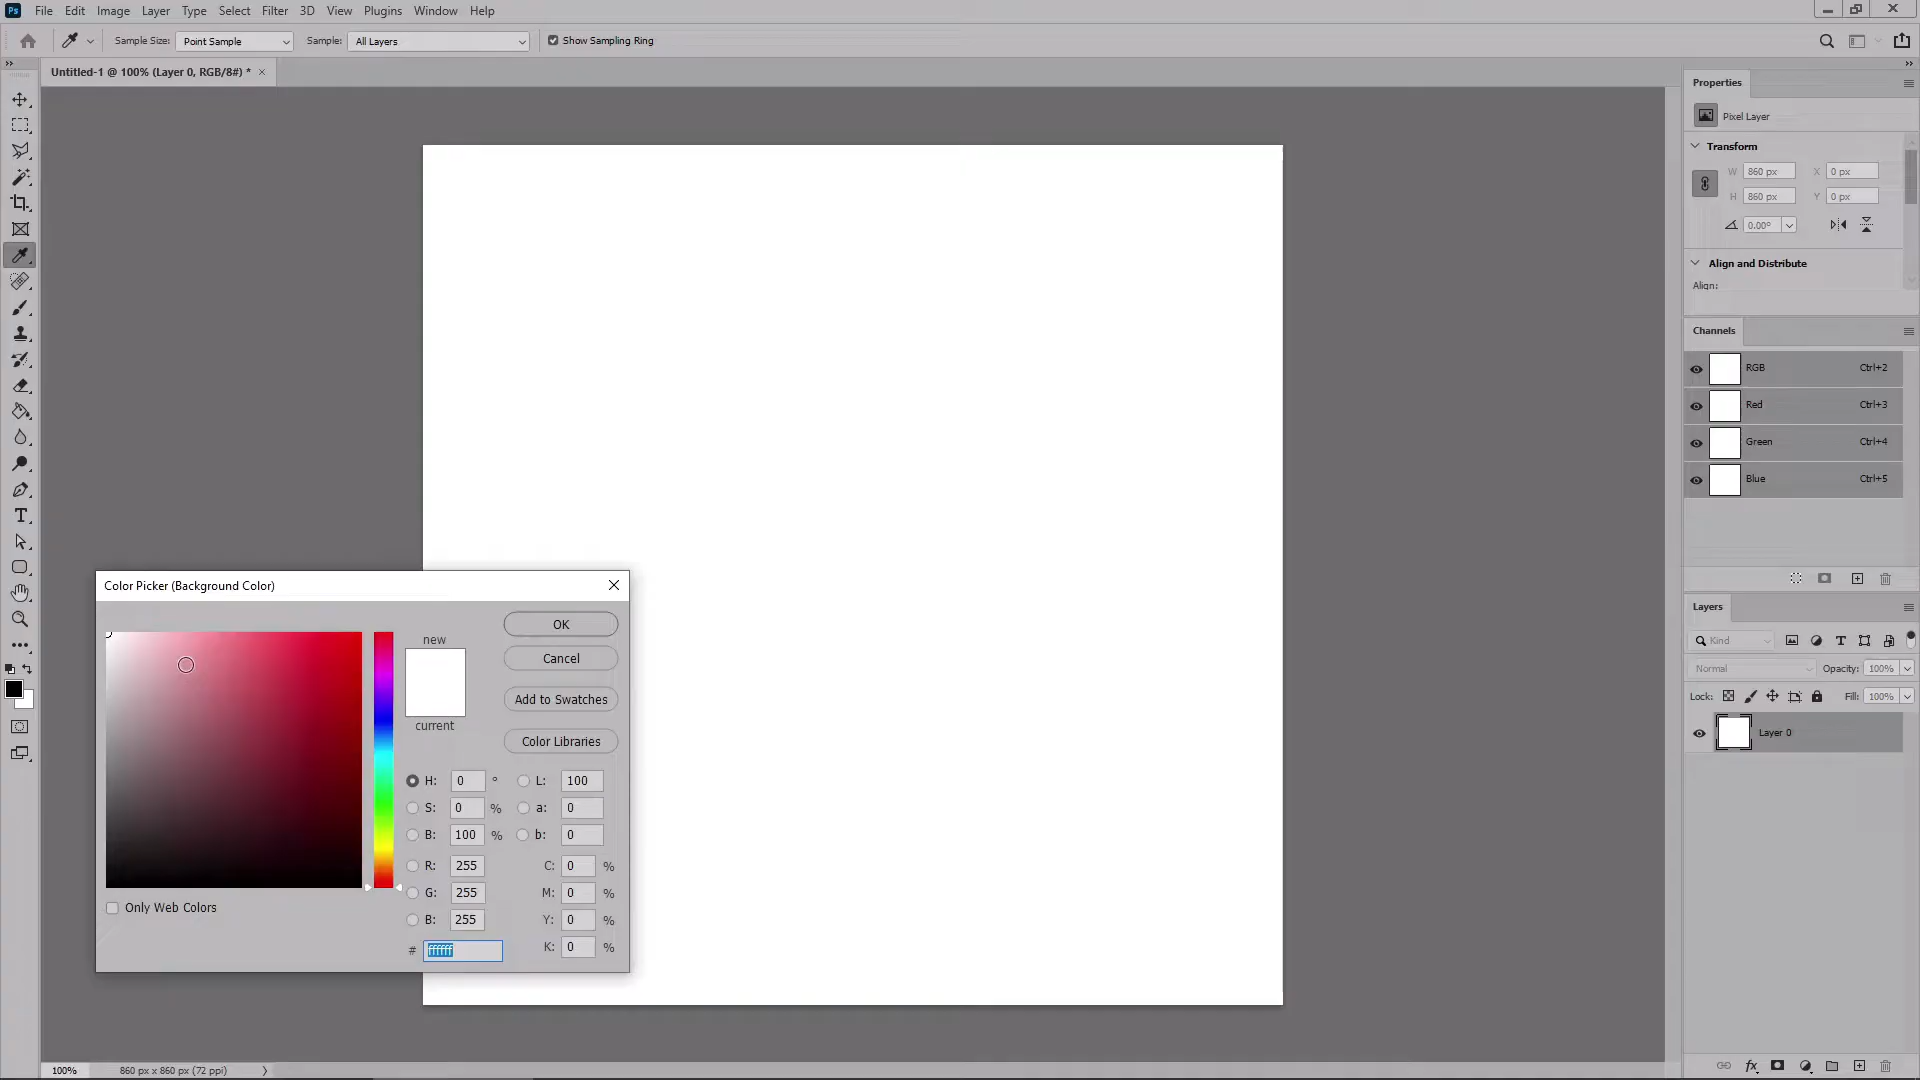 Ps File Edit Image Layer Type Select Filter 3D View Plugins Window Help
Sample Size: Point Sample Sample: All Layers Show Sampling Ring
Untitled-1 @ 100% (Layer 0, RGB/8#) * ×
Properties
Pixel Layer
Transform
W 860 px X 0 px
H 860 px Y 0 px
0.00°
Align and Distribute
Align:
Channels
RGB Ctrl+2
Red Ctrl+3
Green Ctrl+4
Blue Ctrl+5
Color Picker (Background Color)
new
current
OK
Cancel
Add to Swatches
Color Libraries
H: 0 ° L: 100
S: 0 % a: 0
B: 100 % b: 0
R: 255 C: 0 %
G: 255 M: 0 %
B: 255 Y: 0 %
# ffffff K: 0 %
Only Web Colors
Layers
Kind
Normal Opacity: 100%
Lock: Fill: 100%
Layer 0
fx
100% 860 px x 860 px (72 ppi)